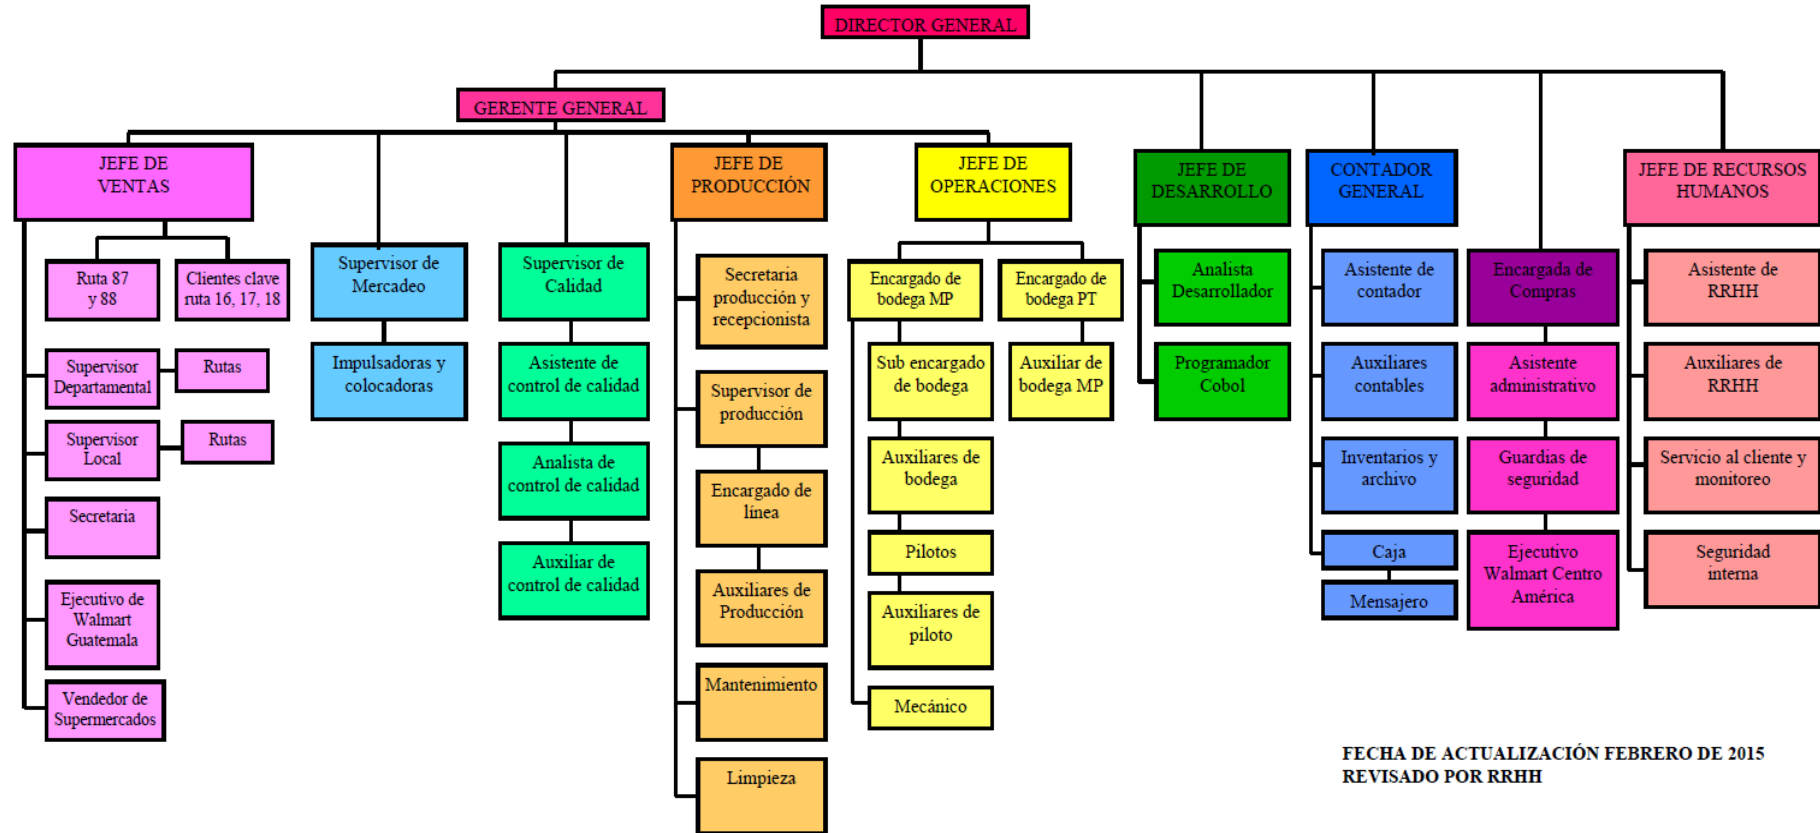 DIRECTOR GENERAL
GERENTE GENERAL
JEFE DE
VENTAS
JEFE DE
PRODUCCIÓN
JEFE DE
OPERACIONES
JEFE DE
DESARROLLO
CONTADOR
GENERAL
JEFE DE RECURSOS
HUMANOS
Ruta 87
y 88
Clientes clave
ruta 16, 17, 18
Supervisor
Departamental
Rutas
Supervisor
Local
Rutas
Secretaria
Ejecutivo de
Walmart
Guatemala
Vendedor de
Supermercados
Supervisor de
Mercadeo
Impulsadoras y
colocadoras
Supervisor de
Calidad
Asistente de
control de calidad
Analista de
control de calidad
Auxiliar de
control de calidad
Secretaria
producción y
recepcionista
Supervisor de
producción
Encargado de
línea
Auxiliares de
Producción
Mantenimiento
Limpieza
Encargado de
bodega MP
Sub encargado
de bodega
Auxiliares de
bodega
Pilotos
Auxiliares de
piloto
Mecánico
Encargado de
bodega PT
Auxiliar de
bodega MP
Analista
Desarrollador
Programador
Cobol
Asistente de
contador
Auxiliares
contables
Inventarios y
archivo
Caja
Mensajero
Encargada de
Compras
Asistente
administrativo
Guardias de
seguridad
Ejecutivo
Walmart Centro
América
Asistente de
RRHH
Auxiliares de
RRHH
Servicio al cliente y
monitoreo
Seguridad
interna
FECHA DE ACTUALIZACIÓN FEBRERO DE 2015
REVISADO POR RRHH